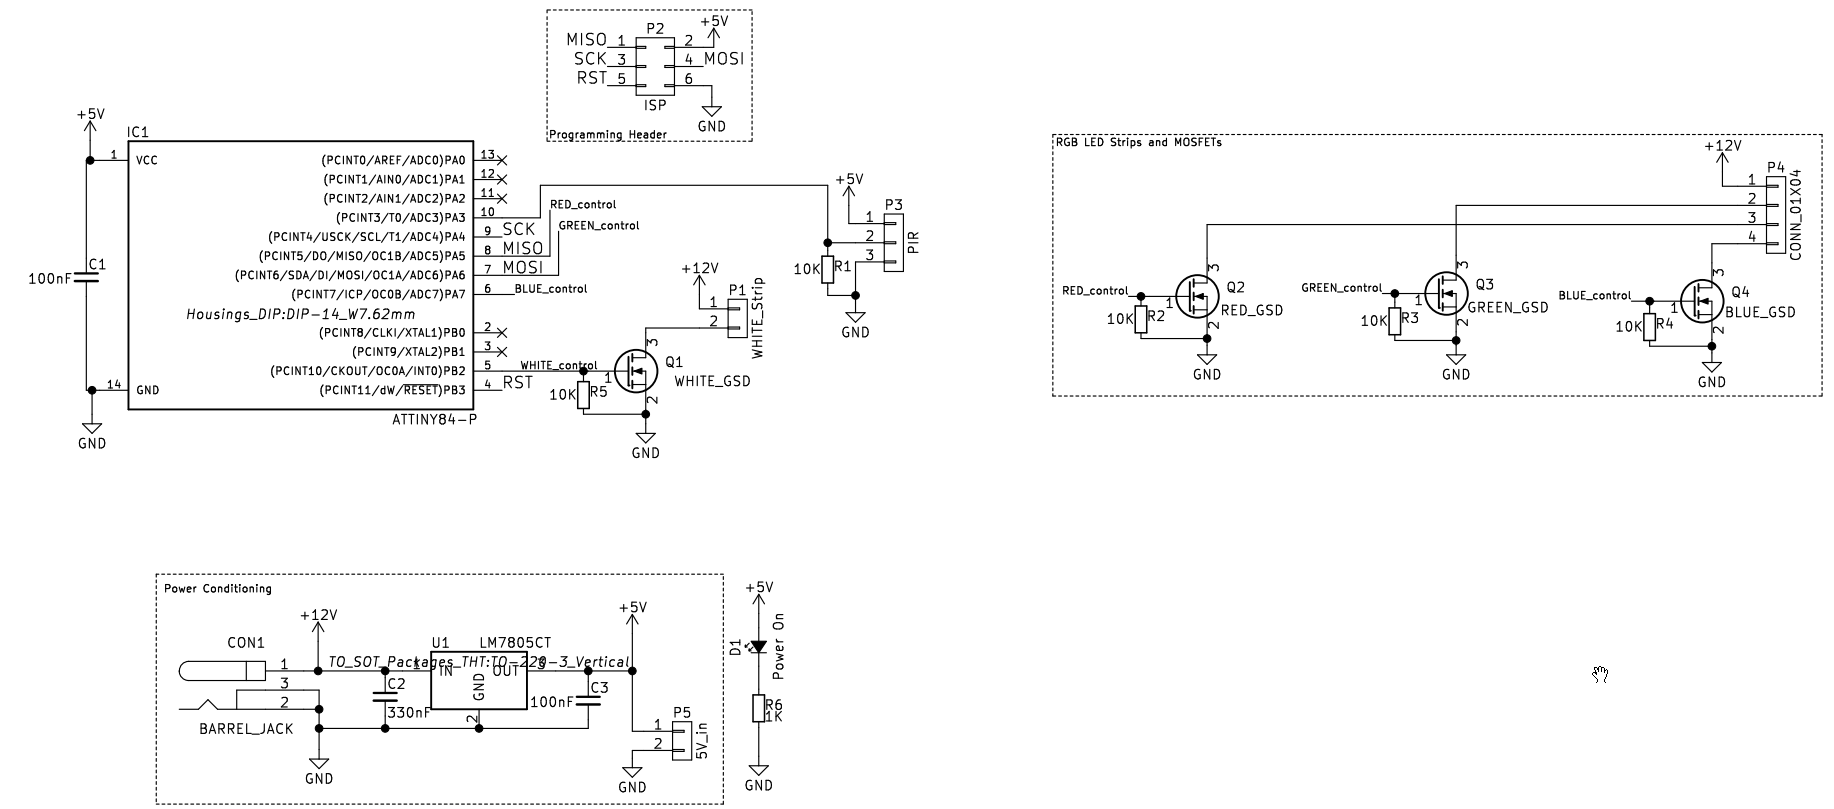 P2
+5V
MISO 1 2
SCK 3 4 MOSI
RST 5 6
ISP
GND
Programming Header
+5V
IC1
1 VCC
(PCINT0/AREF/ADC0)PA0 13
(PCINT1/AIN0/ADC1)PA1 12
(PCINT2/AIN1/ADC2)PA2 11
(PCINT3/T0/ADC3)PA3 10
(PCINT4/USCK/SCL/T1/ADC4)PA4 9 SCK
(PCINT5/DO/MISO/OC1B/ADC5)PA5 8 MISO
(PCINT6/SDA/DI/MOSI/OC1A/ADC6)PA6 7 MOSI
(PCINT7/ICP/OC0B/ADC7)PA7 6 BLUE_control
RED_control
GREEN_control
Housings_DIP:DIP-14_W7.62mm
(PCINT8/CLKI/XTAL1)PB0 2
(PCINT9/XTAL2)PB1 3
(PCINT10/CKOUT/OC0A/INT0)PB2 5
(PCINT11/dW/RESET)PB3 4 RST
14 GND
ATTINY84-P
C1
100nF
GND
WHITE_control
10K R5
1
3
2
Q1
WHITE_GSD
GND
+12V
P1
1
2
WHITE_Strip
+5V
P3
1
2
3
PIR
10K R1
GND
RGB LED Strips and MOSFETs
+12V
P4
1
2
3
4
CONN_01X04
RED_control
1
3
2
Q2
RED_GSD
10K R2
GND
GREEN_control
1
3
2
Q3
GREEN_GSD
10K R3
GND
BLUE_control
1
3
2
Q4
BLUE_GSD
10K R4
GND
Power Conditioning
+12V
CON1
1
3
2
BARREL_JACK
GND
U1 LM7805CT
TO_SOT_Packages_THT:TO-220-3_Vertical
1 IN OUT 3
GND
2
C2
330nF
C3
100nF
+5V
P5
1
2
5V_in
GND
+5V
D1
Power On
R6
1K
GND